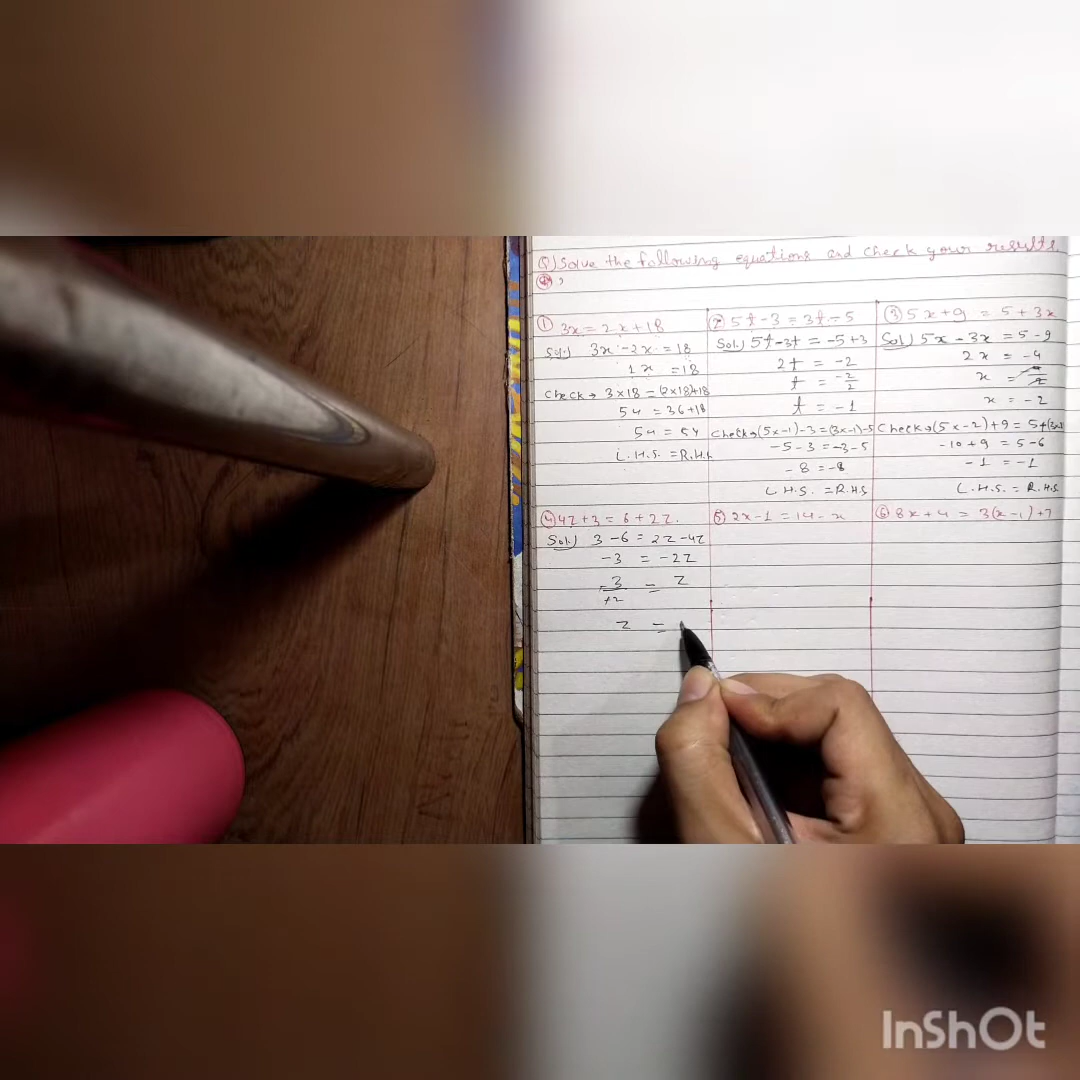 Q) Solve the following equations and check your results
① 3x = 2x + 18
Sol.) 3x - 2x = 18
1x = 18
Check → 3×18 = (2×18)+18
54 = 36+18
54 = 54
L.H.S. = R.H.S
② 5t - 3 = 3t - 5
Sol.) 5t - 3t = -5 + 3
2t = -2
t = -2/2
t = -1
Check → (5x-1)-3 = (3x-1)-5
-5 - 3 = -3 - 5
-8 = -8
L.H.S. = R.H.S
③ 5x + 9 = 5 + 3x
Sol) 5x - 3x = 5 - 9
2x = -4
x =
x = -2
Check → (5x-2)+9 = 5+
-10 + 9 = 5 - 6
-1 = -1
L.H.S. = R.H.S
④ 4z + 3 = 6 + 2z.
Sol.) 3 - 6 = 2z - 4z
-3 = -2z
-3/+2 = z
z =
⑤ 2x - 1 = 14 - x
⑥ 8x + 4 = 3(x-1)+7
InShOt